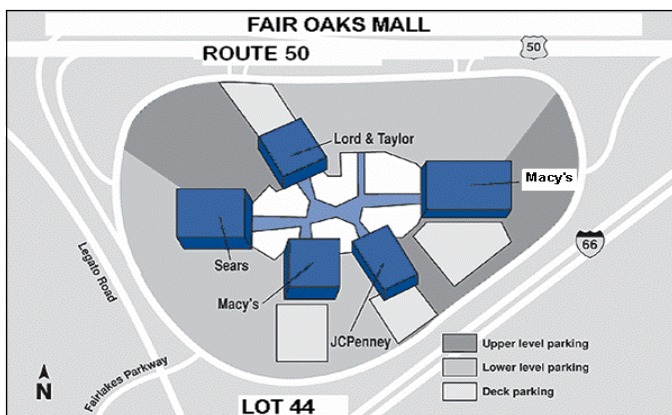 FAIR OAKS MALL
ROUTE 50
50
Lord & Taylor
Macy's
Sears
66
Legato Road
Macy's
JCPenney
Upper level parking
Lower level parking
Deck parking
Fairlakes Parkway
N
LOT 44